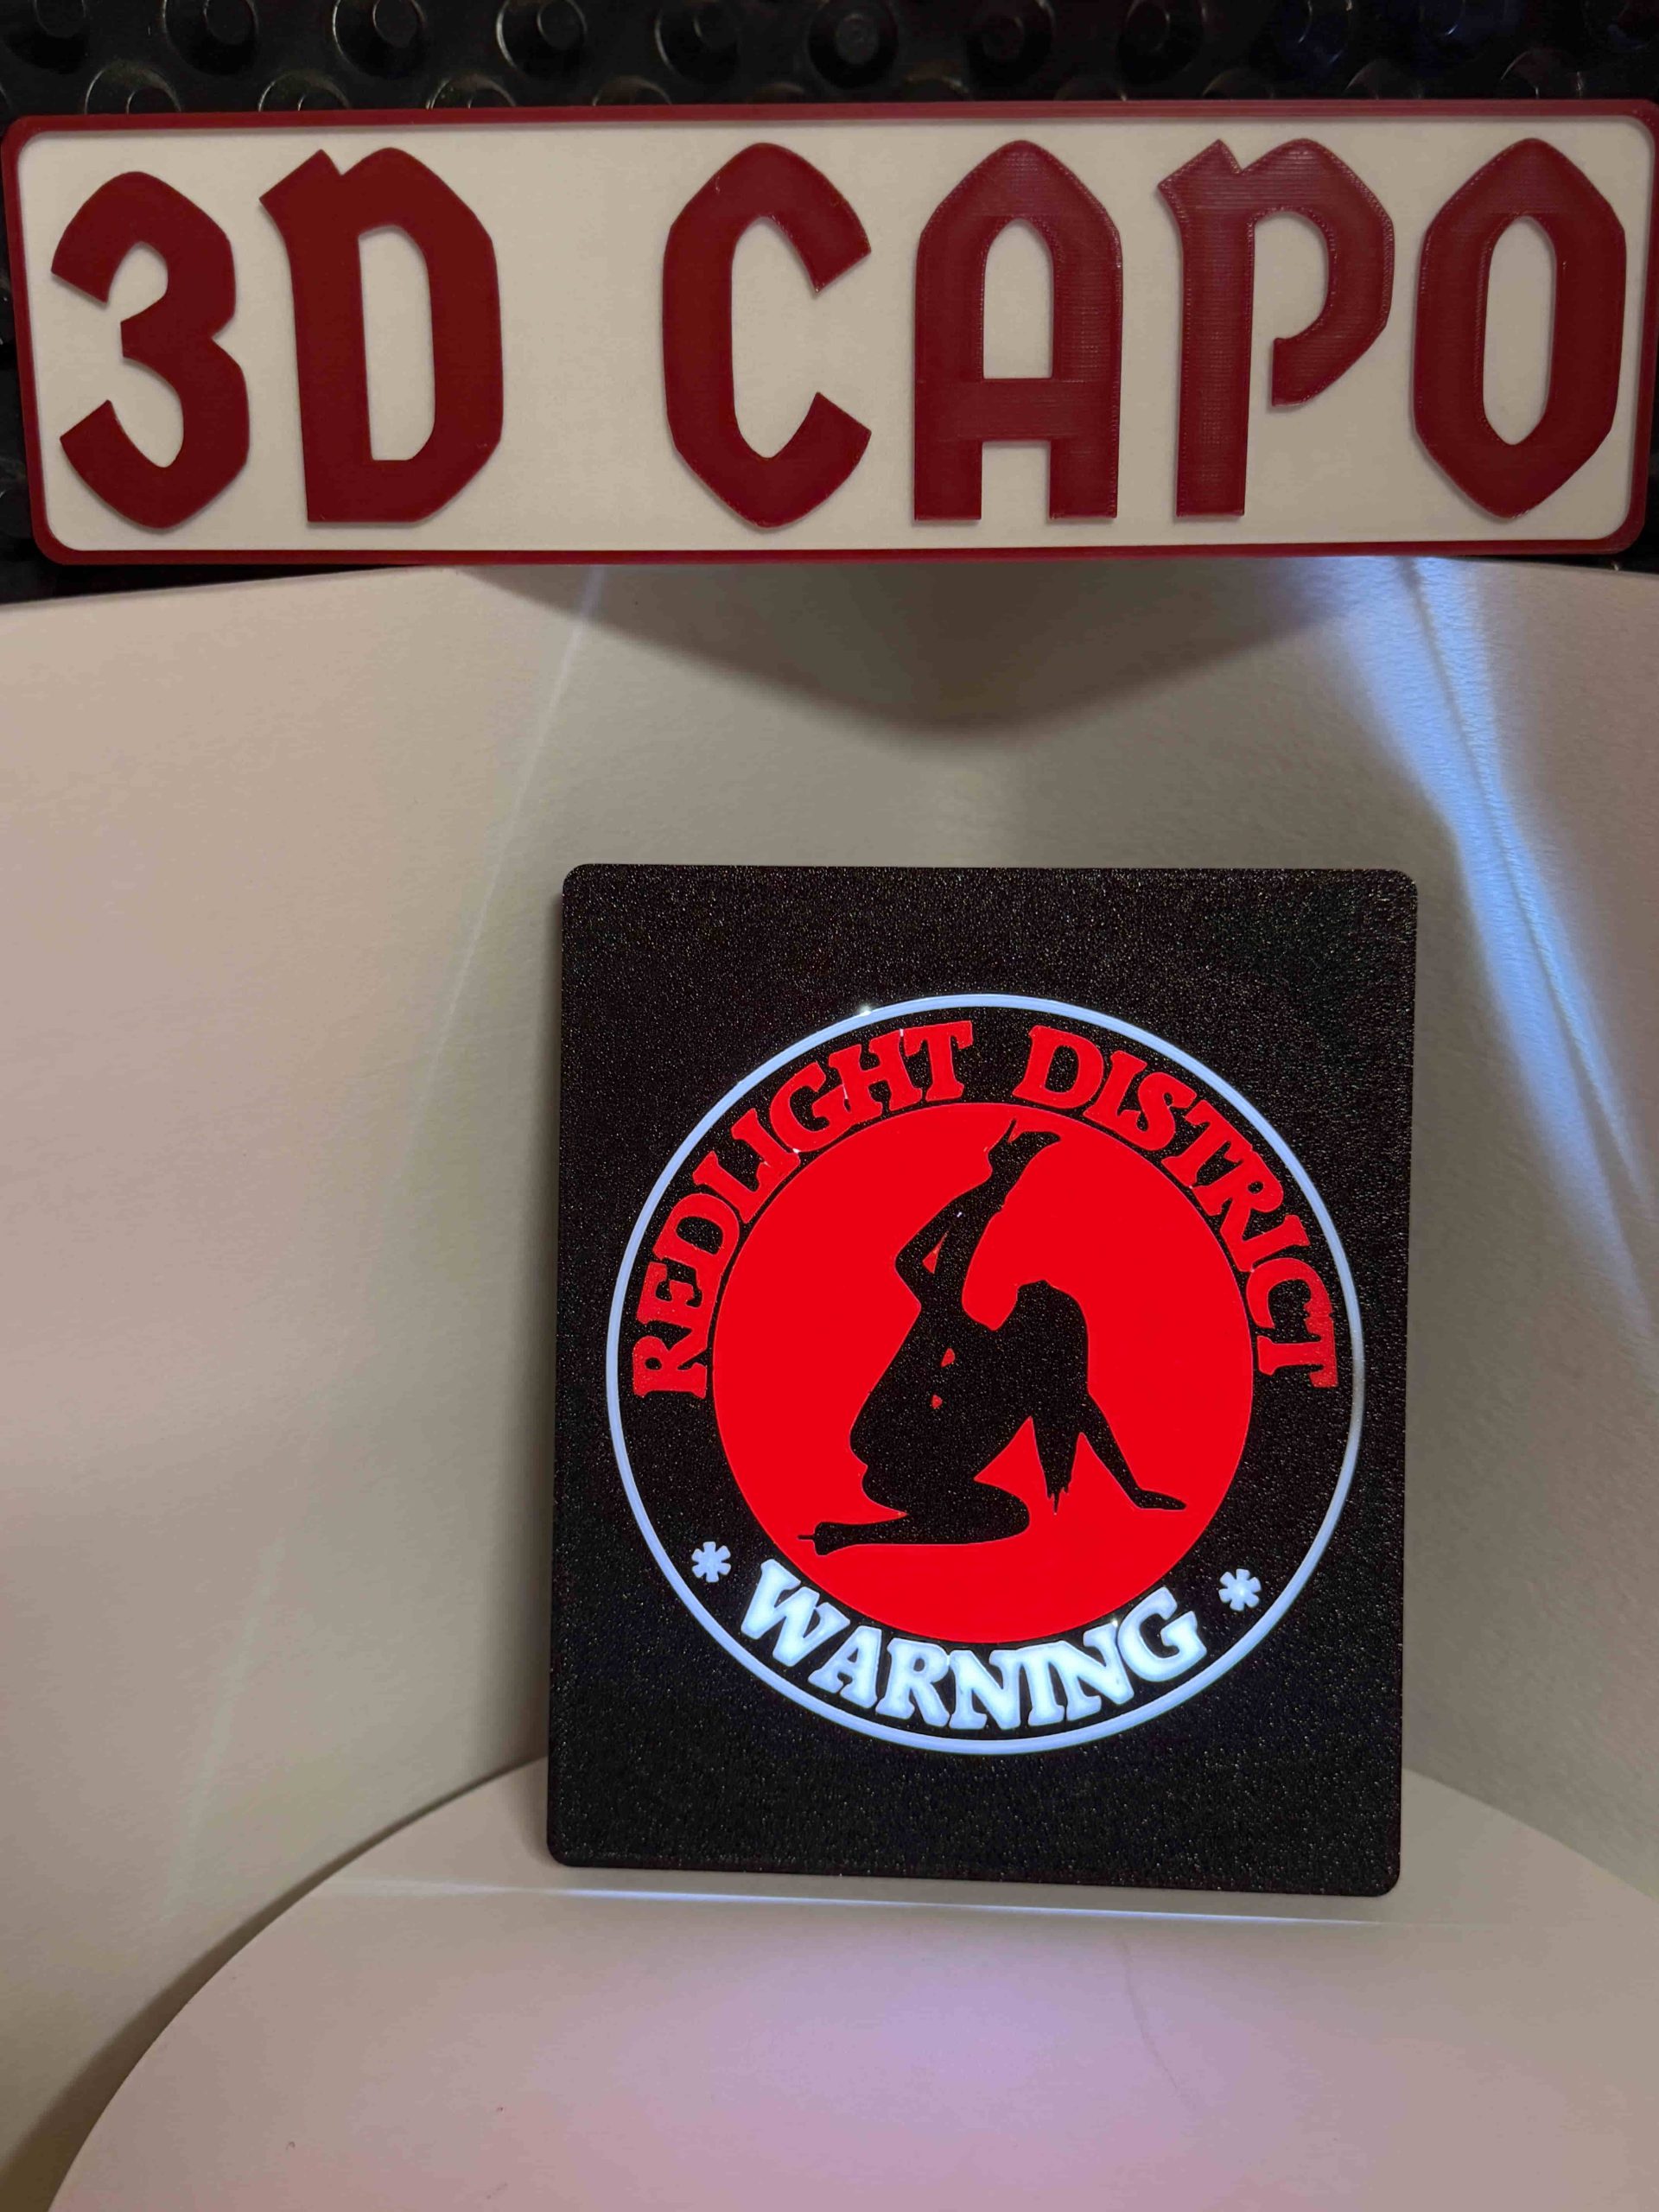 3D CAPO
REDLIGHT DISTRICT
* WARNING *